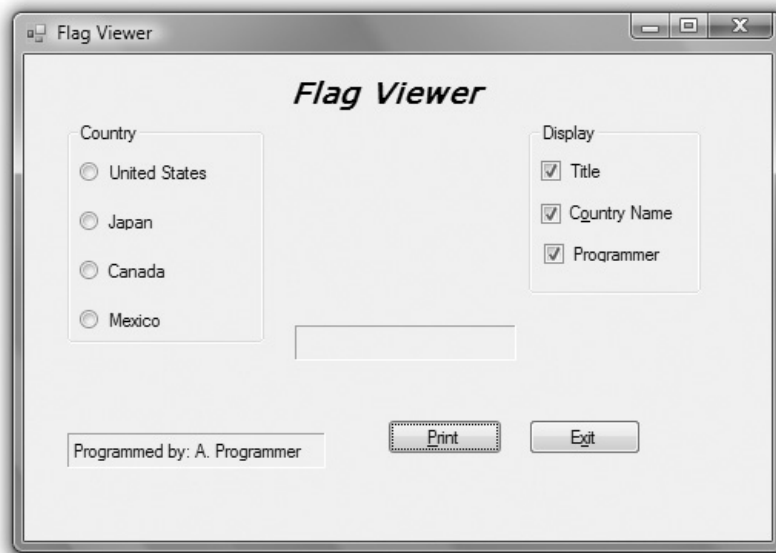 Flag Viewer
Flag Viewer
Country
United States
Japan
Canada
Mexico
Display
Title
Country Name
Programmer
Programmed by: A. Programmer
Print
Exit